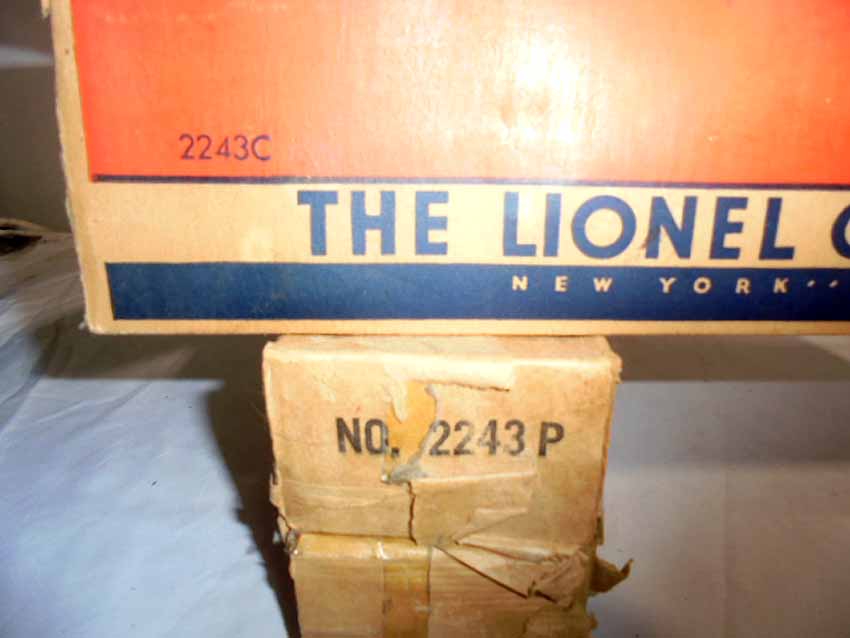 2243C
THE LIONEL
NEW YORK
NO. 2243 P